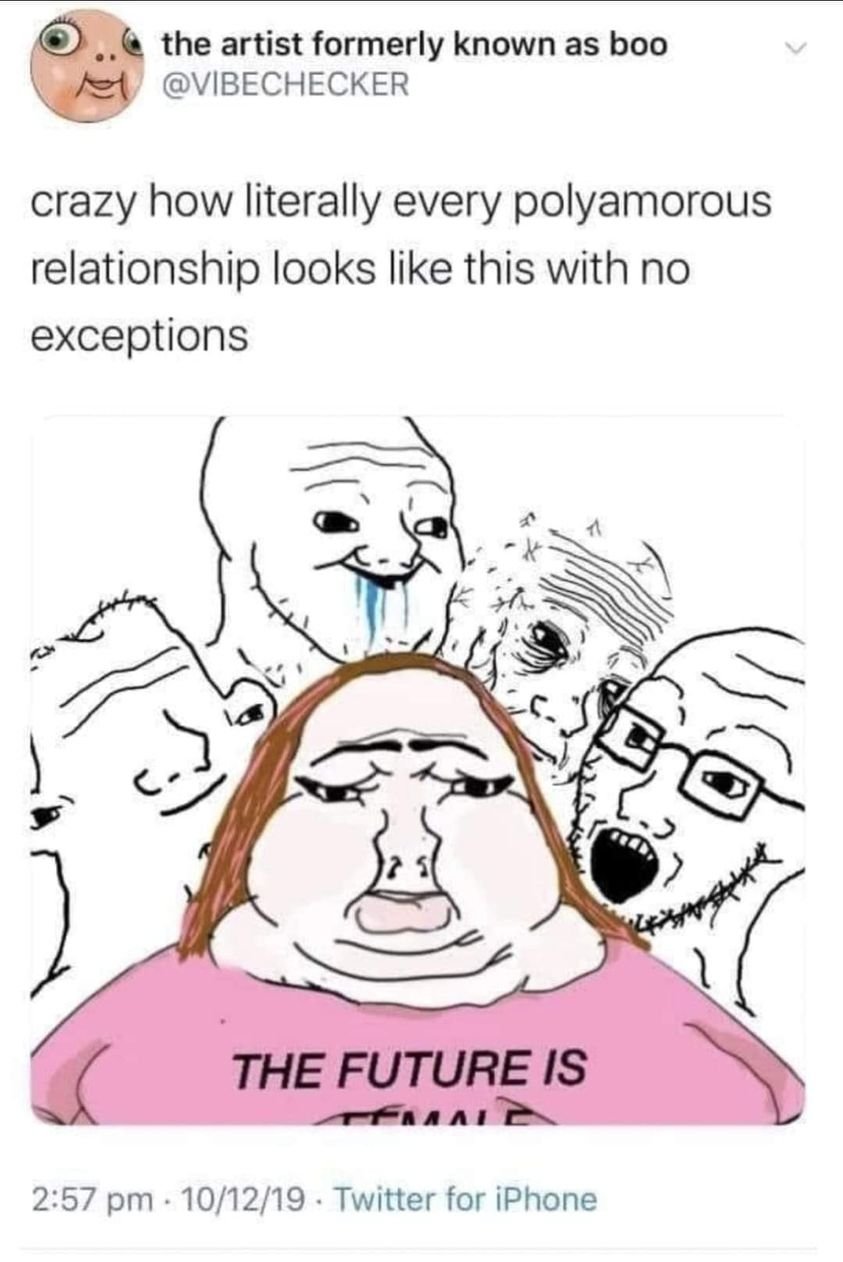 the artist formerly known as boo
@VIBECHECKER
crazy how literally every polyamorous
relationship looks like this with no
exceptions
THE FUTURE IS
FEMALE
2:57 pm · 10/12/19 · Twitter for iPhone